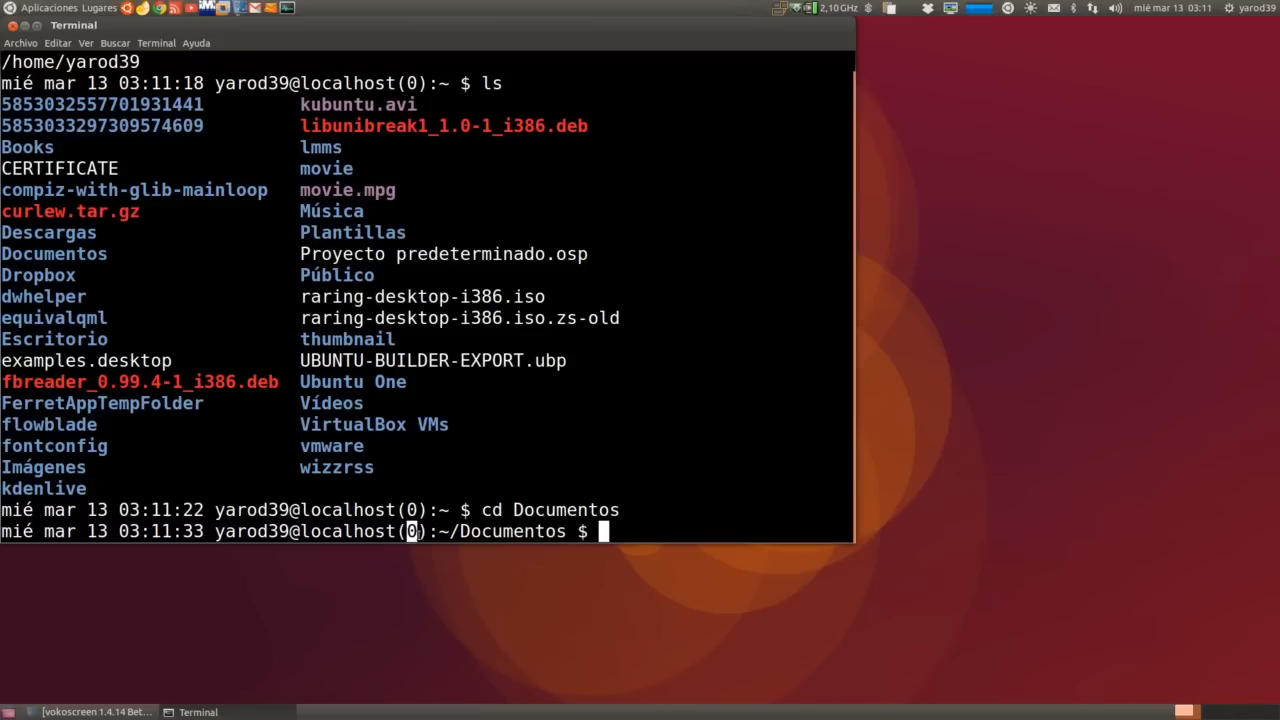 Aplicaciones Lugares
2,10 GHz
mié mar 13 03:11
yarod39
Terminal
Archivo Editar Ver Buscar Terminal Ayuda
/home/yarod39
mié mar 13 03:11:18 yarod39@localhost(0):~ $ ls
5853032557701931441 kubuntu.avi
5853033297309574609 libunibreak1_1.0-1_i386.deb
Books lmms
CERTIFICATE movie
compiz-with-glib-mainloop movie.mpg
curlew.tar.gz Música
Descargas Plantillas
Documentos Proyecto predeterminado.osp
Dropbox Público
dwhelper raring-desktop-i386.iso
equivalqml raring-desktop-i386.iso.zs-old
Escritorio thumbnail
examples.desktop UBUNTU-BUILDER-EXPORT.ubp
fbreader_0.99.4-1_i386.deb Ubuntu One
FerretAppTempFolder Vídeos
flowblade VirtualBox VMs
fontconfig vmware
Imágenes wizzrss
kdenlive
mié mar 13 03:11:22 yarod39@localhost(0):~ $ cd Documentos
mié mar 13 03:11:33 yarod39@localhost(0):~/Documentos $
[vokoscreen 1.4.14 Bet... Terminal